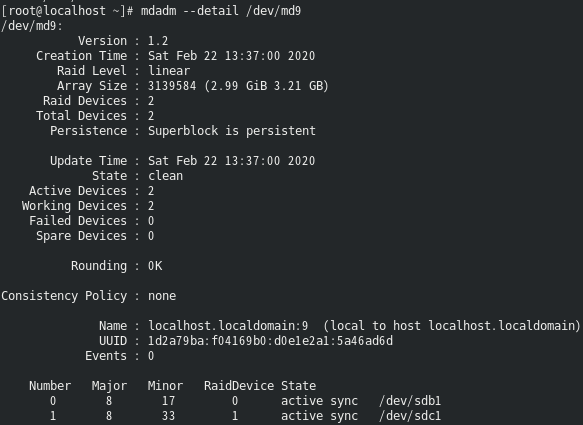 [root@localhost ~]# mdadm --detail /dev/md9
/dev/md9:
Version : 1.2
Creation Time : Sat Feb 22 13:37:00 2020
Raid Level : linear
Array Size : 3139584 (2.99 GiB 3.21 GB)
Raid Devices : 2
Total Devices : 2
Persistence : Superblock is persistent
Update Time : Sat Feb 22 13:37:00 2020
State : clean
Active Devices : 2
Working Devices : 2
Failed Devices : 0
Spare Devices : 0
Rounding : 0K
Consistency Policy : none
Name : localhost.localdomain:9  (local to host localhost.localdomain)
UUID : 1d2a79ba:f04169b0:d0e1e2a1:5a46ad6d
Events : 0
Number   Major   Minor   RaidDevice State
0       8       17        0      active sync   /dev/sdb1
1       8       33        1      active sync   /dev/sdc1